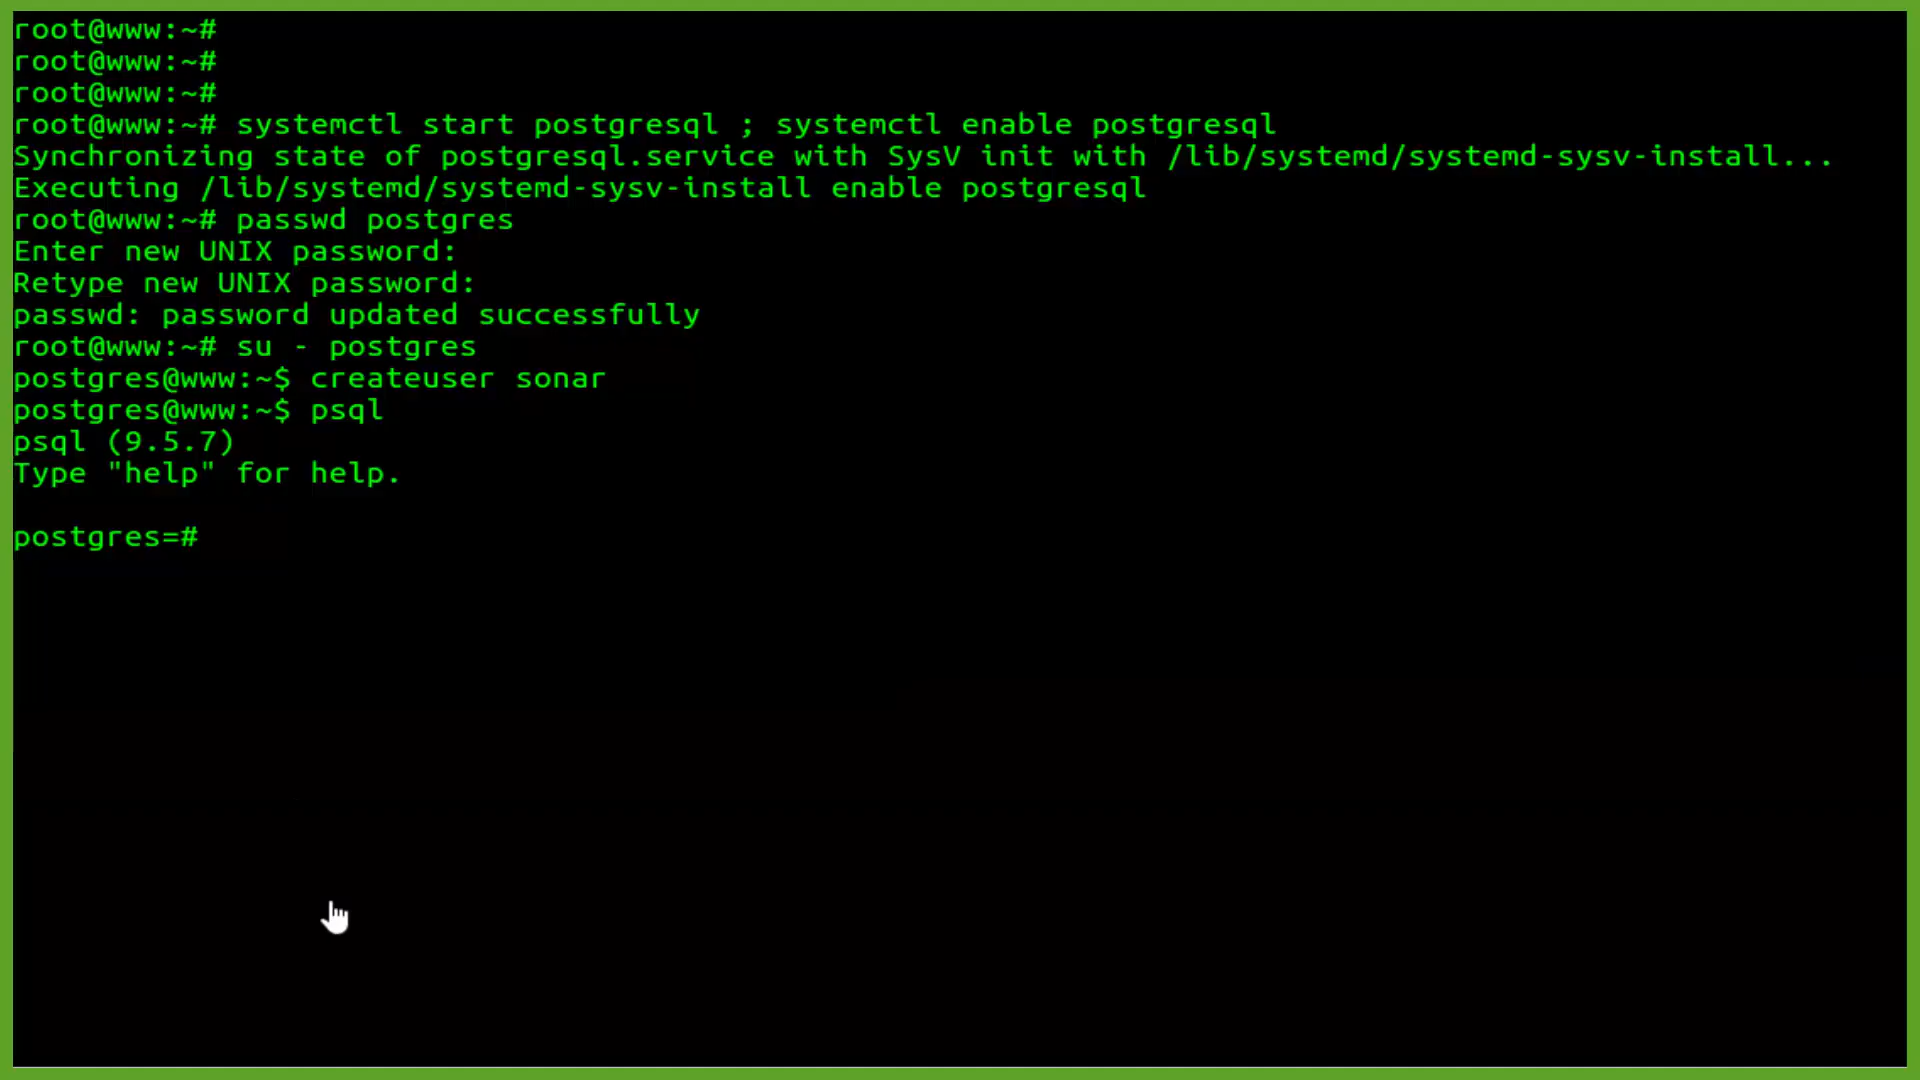 root@www:~#
root@www:~#
root@www:~#
root@www:~# systemctl start postgresql ; systemctl enable postgresql
Synchronizing state of postgresql.service with SysV init with /lib/systemd/systemd-sysv-install...
Executing /lib/systemd/systemd-sysv-install enable postgresql
root@www:~# passwd postgres
Enter new UNIX password:
Retype new UNIX password:
passwd: password updated successfully
root@www:~# su - postgres
postgres@www:~$ createuser sonar
postgres@www:~$ psql
psql (9.5.7)
Type "help" for help.
postgres=#